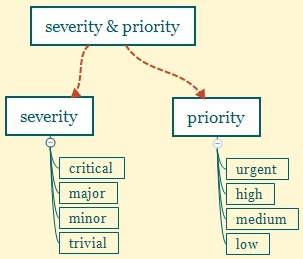 severity & priority
severity
critical
major
minor
trivial
priority
urgent
high
medium
low